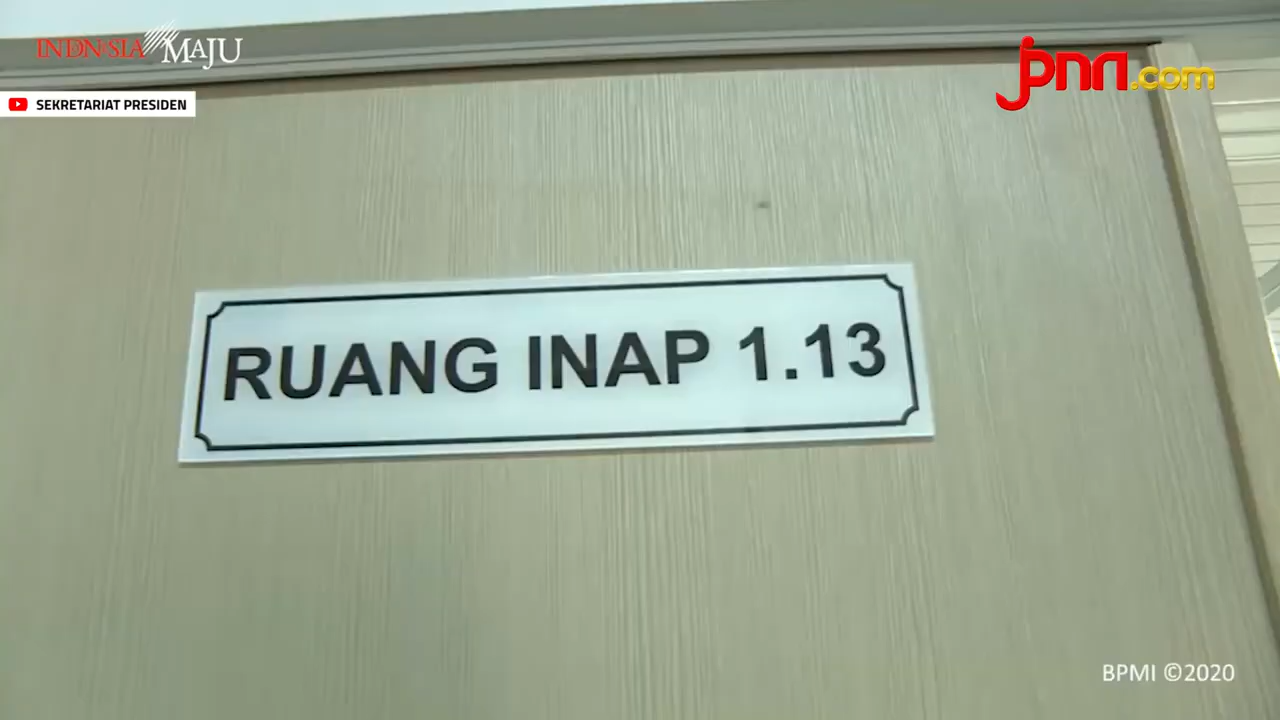 INDONESIA MAJU
jpnn.com
SEKRETARIAT PRESIDEN
RUANG INAP 1.13
BPMI ©2020